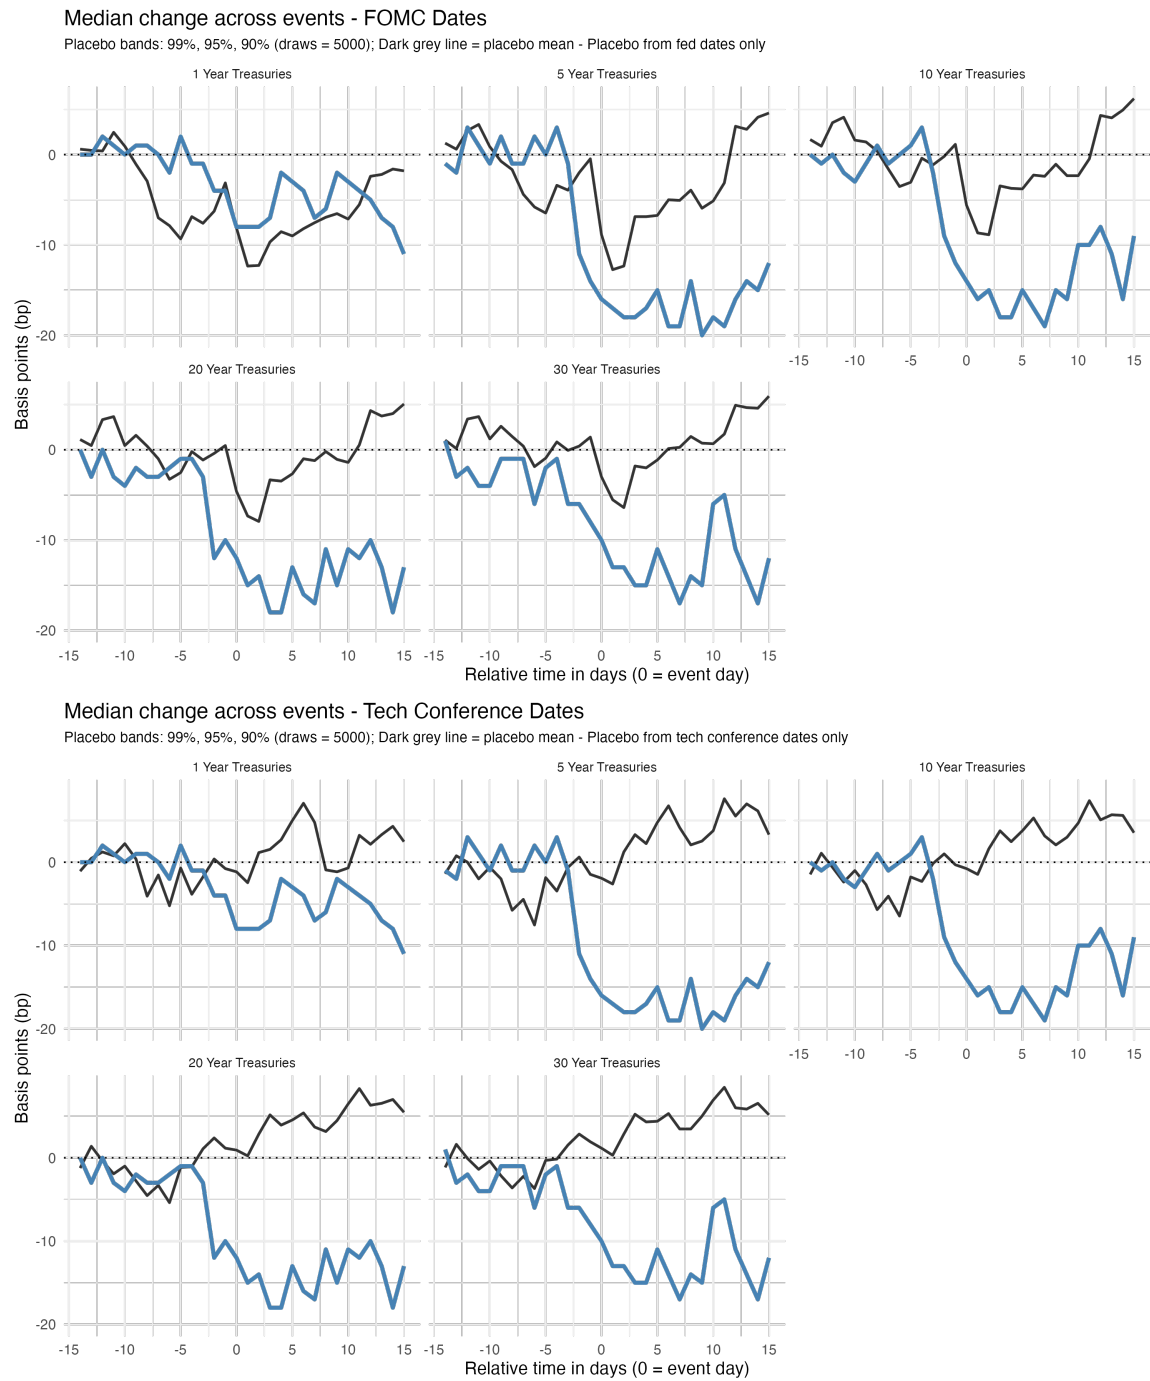 Median change across events - FOMC Dates
Placebo bands: 99%, 95%, 90% (draws = 5000); Dark grey line = placebo mean - Placebo from fed dates only
1 Year Treasuries
5 Year Treasuries
10 Year Treasuries
0
-10
-20
-15 -10 -5 0 5 10 15
Basis points (bp)
20 Year Treasuries
30 Year Treasuries
0
-10
-20
-15 -10 -5 0 5 10 15
-15 -10 -5 0 5 10 15
Relative time in days (0 = event day)
Median change across events - Tech Conference Dates
Placebo bands: 99%, 95%, 90% (draws = 5000); Dark grey line = placebo mean - Placebo from tech conference dates only
1 Year Treasuries
5 Year Treasuries
10 Year Treasuries
0
-10
-20
-15 -10 -5 0 5 10 15
Basis points (bp)
20 Year Treasuries
30 Year Treasuries
0
-10
-20
-15 -10 -5 0 5 10 15
-15 -10 -5 0 5 10 15
Relative time in days (0 = event day)